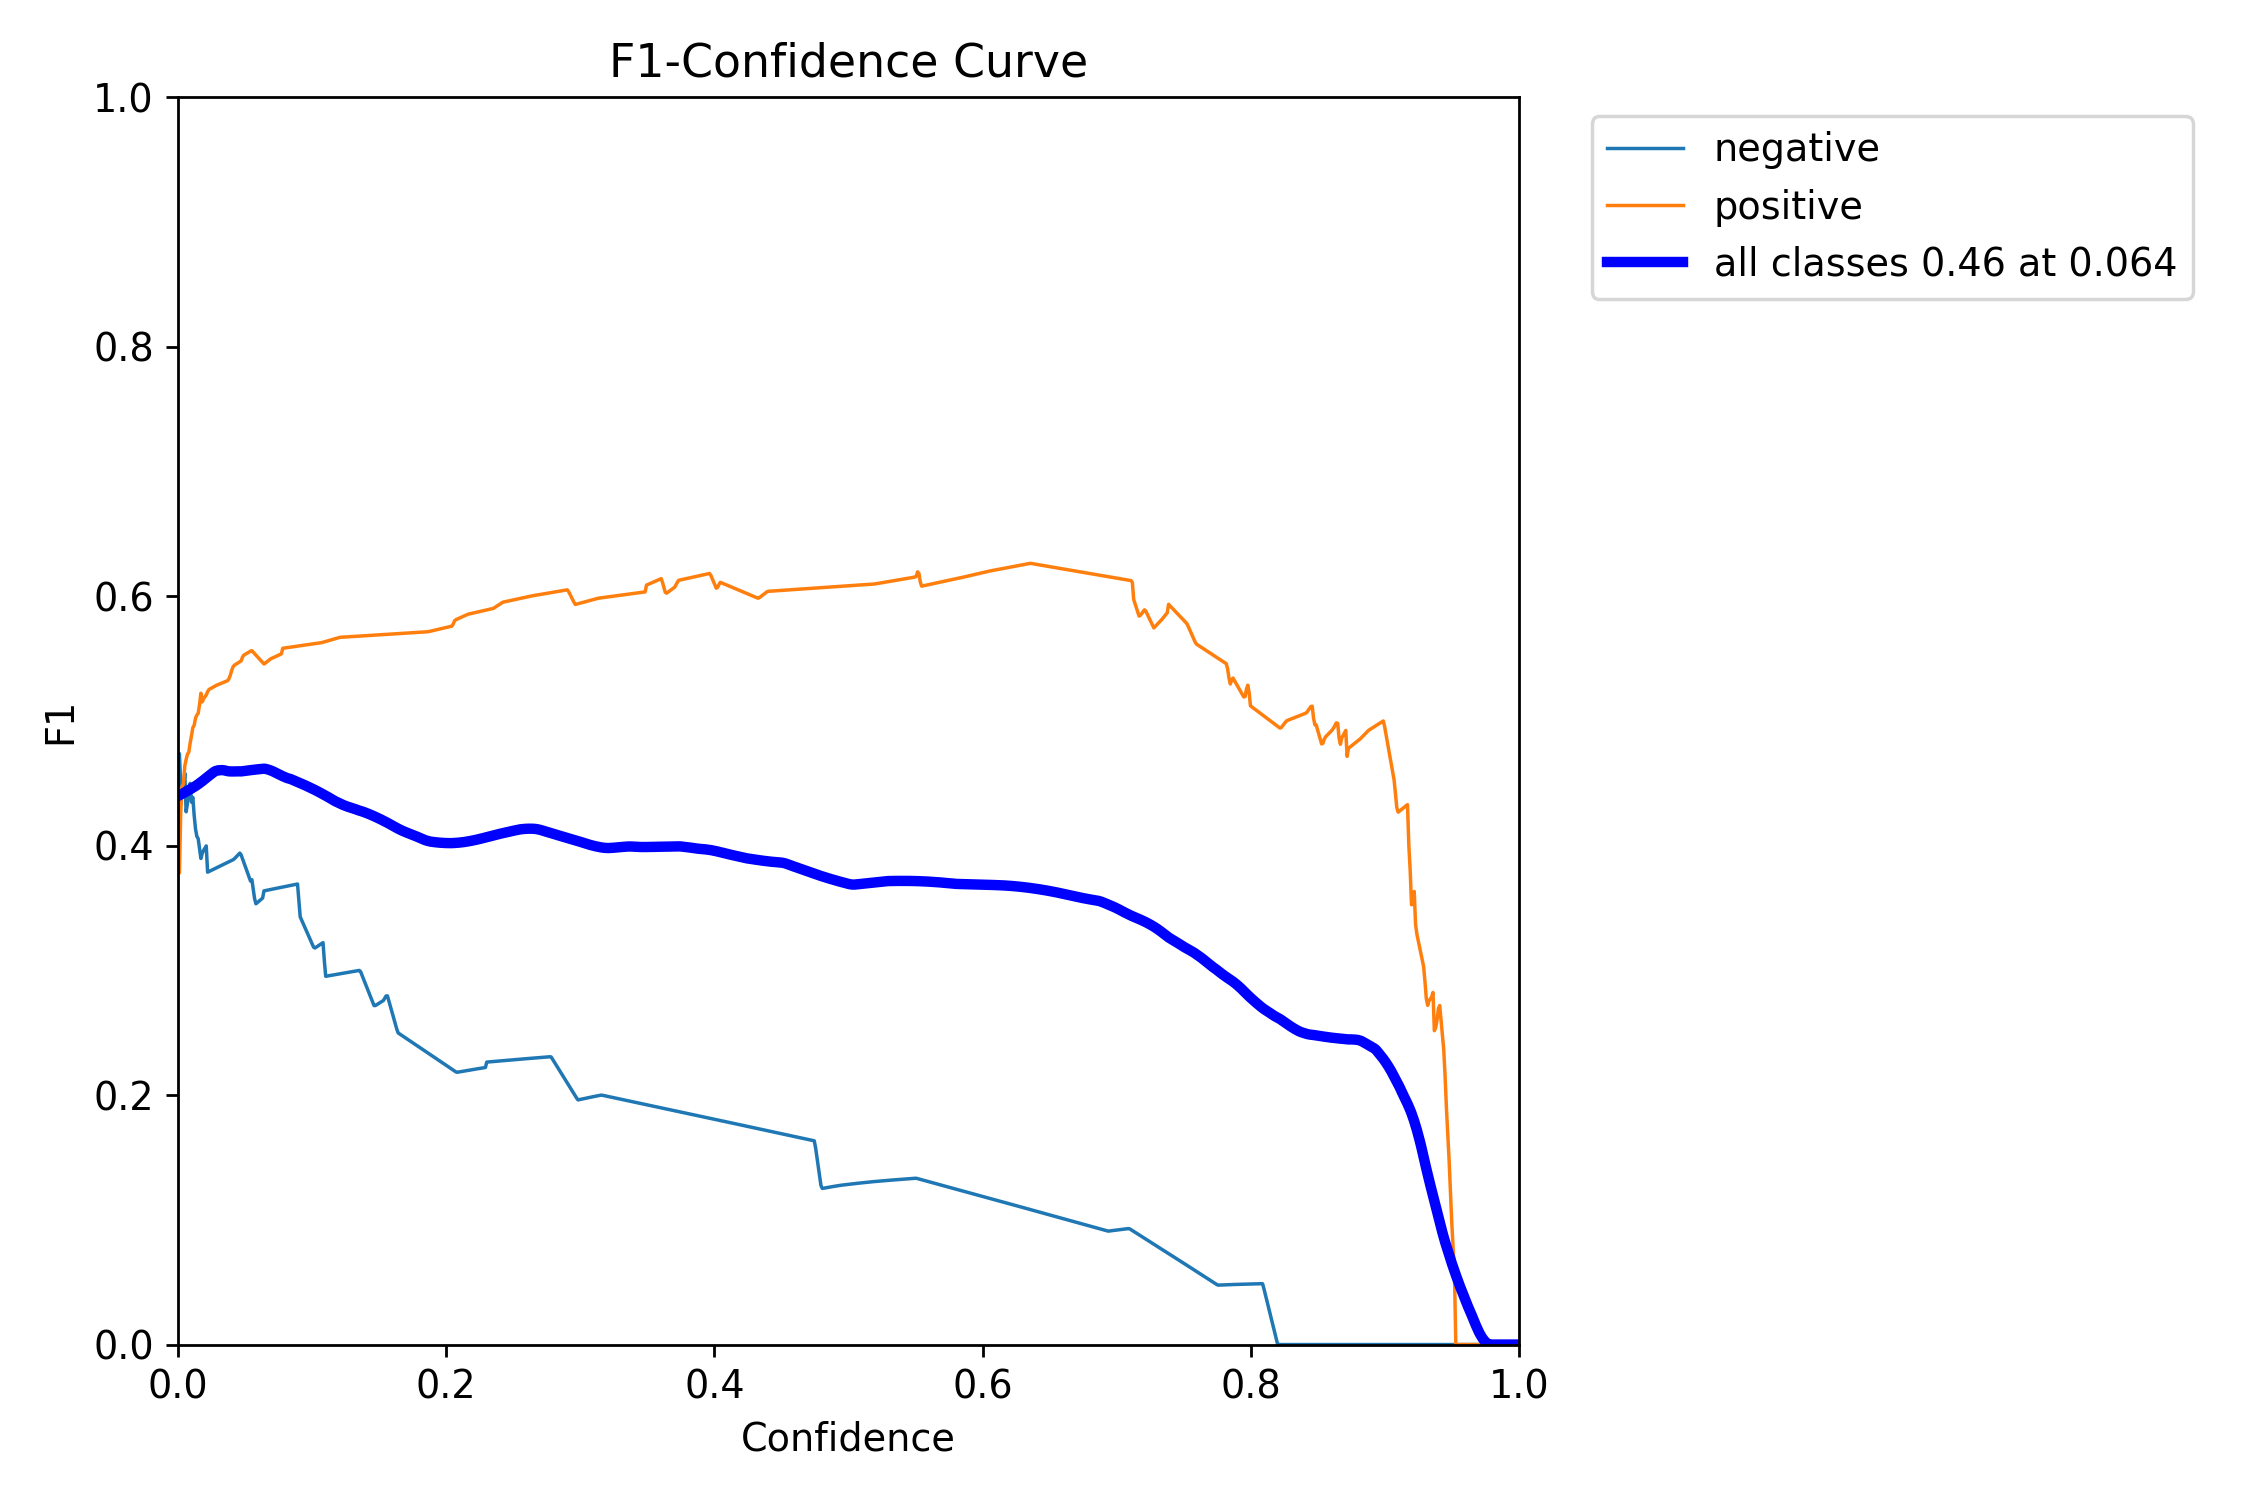 F1-Confidence Curve
1.0
0.8
0.6
0.4
0.2
0.0
F1
0.0 0.2 0.4 0.6 0.8 1.0
Confidence
negative
positive
all classes 0.46 at 0.064